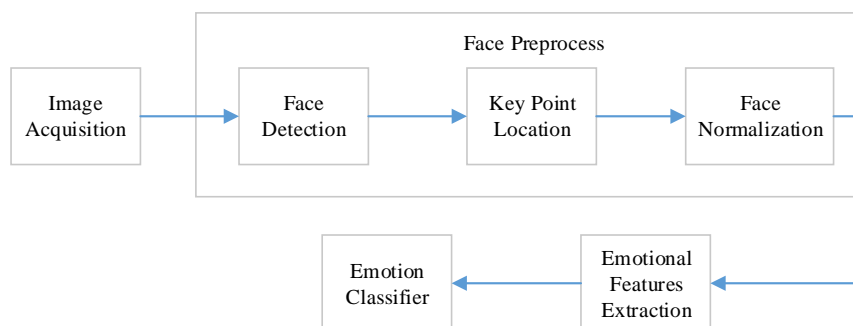 Face Preprocess
Image
Acquisition
Face
Detection
Key Point
Location
Face
Normalization
Emotion
Classifier
Emotional
Features
Extraction